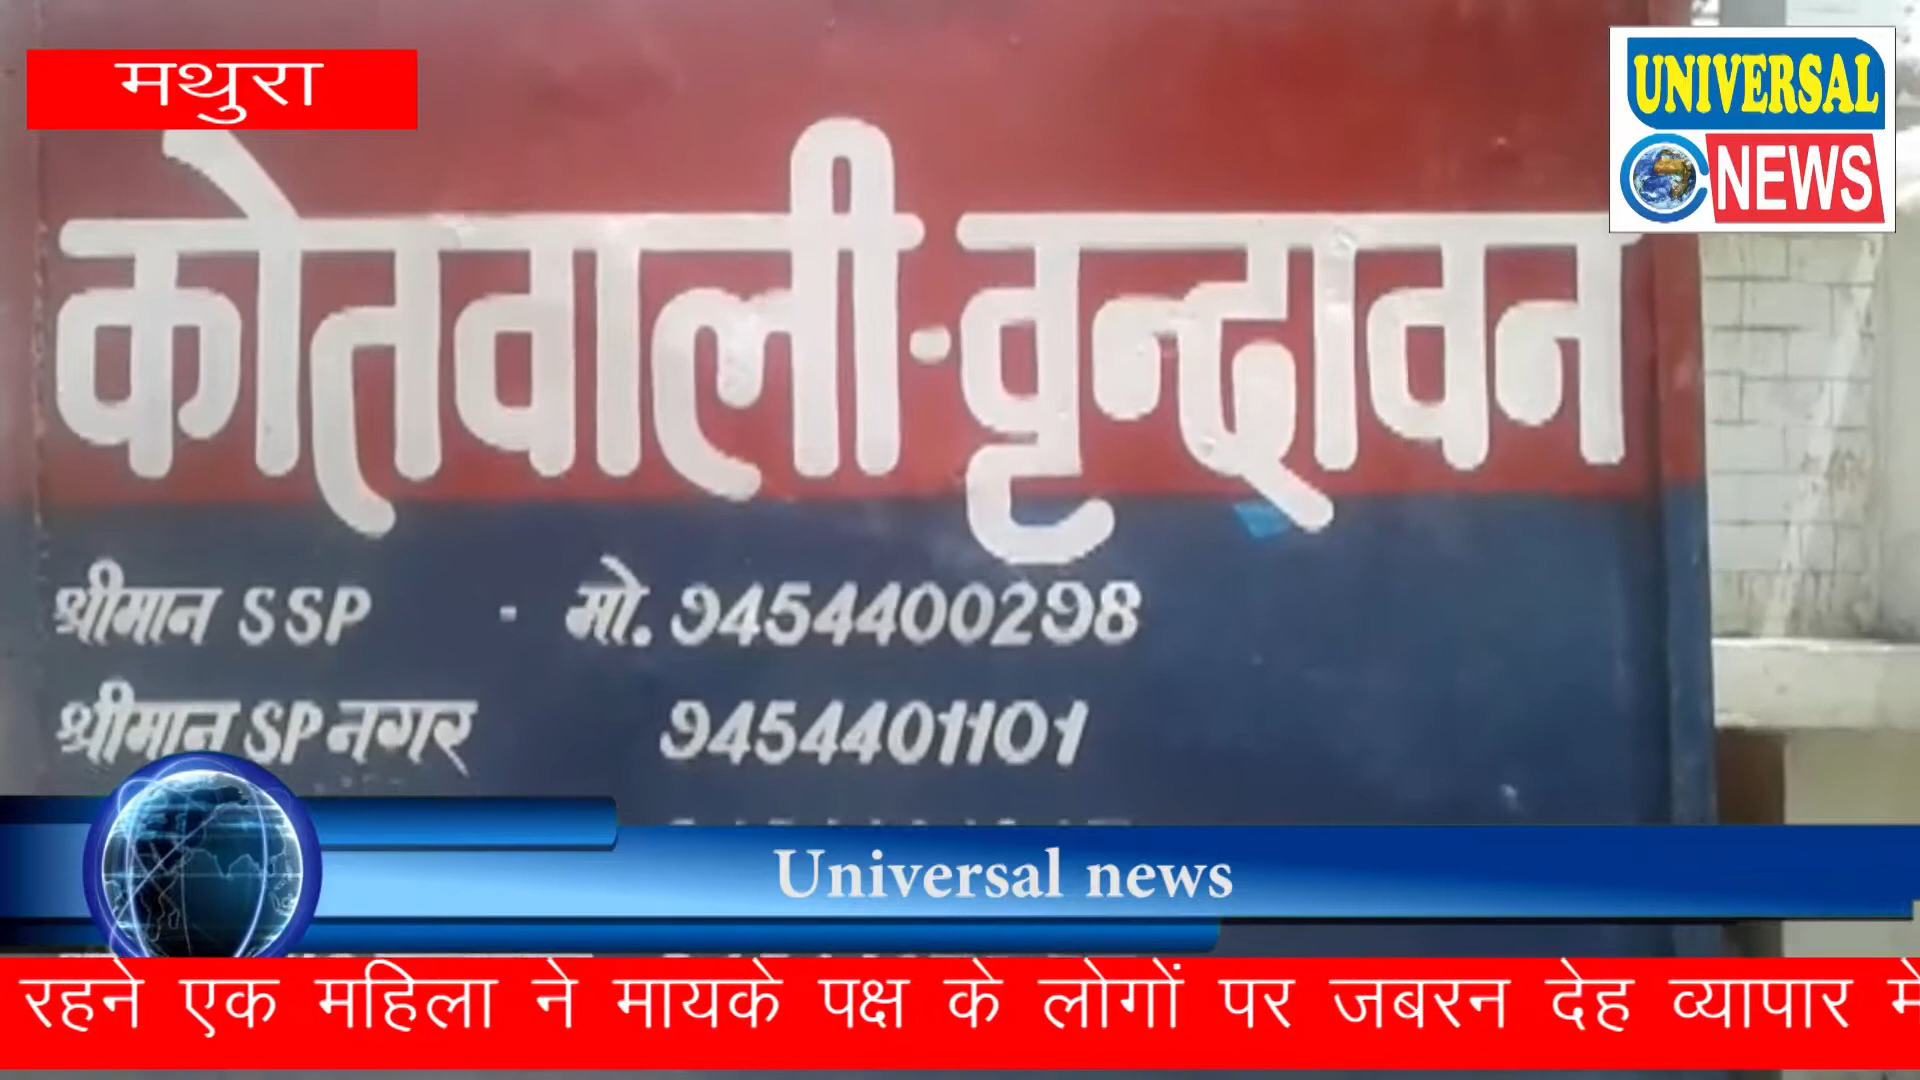 मथुरा
UNIVERSAL
NEWS
कोतवाली-वृन्दावन
श्रीमान SSP - मो. 9454400298
श्रीमान SP नगर 9454401101
Universal news
रहने एक महिला ने मायके पक्ष के लोगों पर जबरन देह व्यापार मे